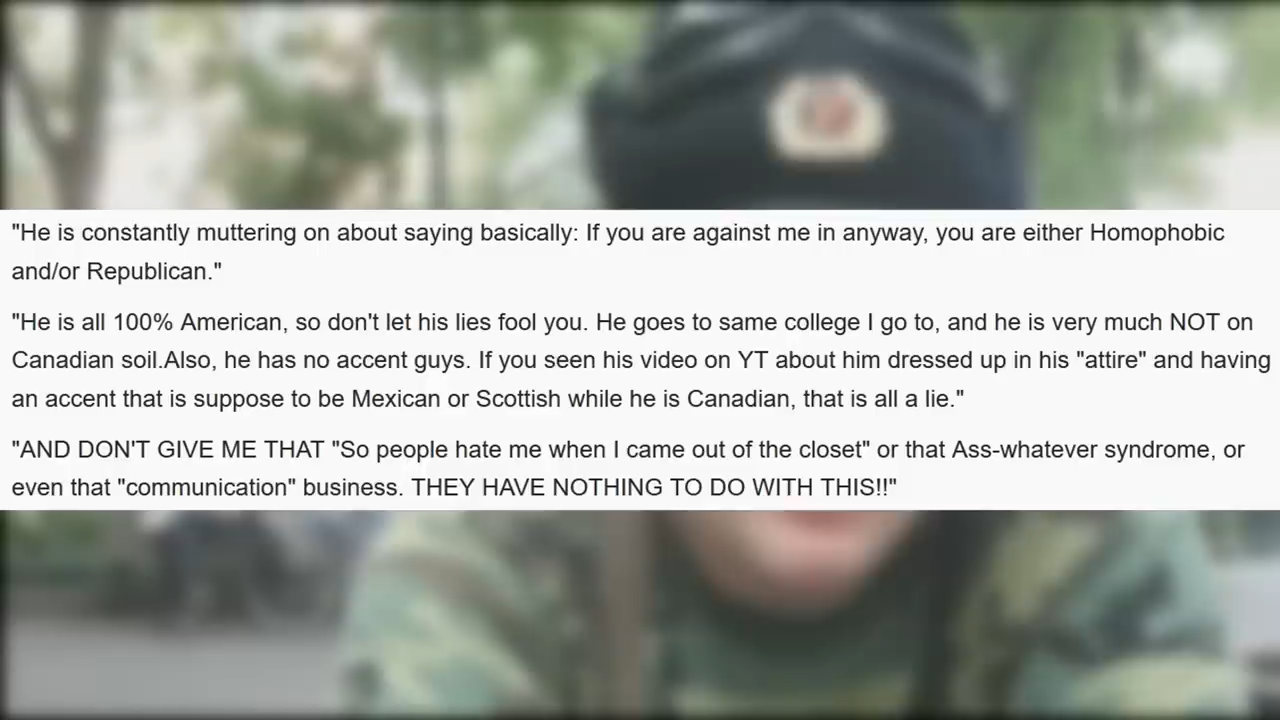 "He is constantly muttering on about saying basically: If you are against me in anyway, you are either Homophobic
and/or Republican."
"He is all 100% American, so don't let his lies fool you. He goes to same college I go to, and he is very much NOT on
Canadian soil.Also, he has no accent guys. If you seen his video on YT about him dressed up in his "attire" and having
an accent that is suppose to be Mexican or Scottish while he is Canadian, that is all a lie."
"AND DON'T GIVE ME THAT "So people hate me when I came out of the closet" or that Ass-whatever syndrome, or
even that "communication" business. THEY HAVE NOTHING TO DO WITH THIS!!"